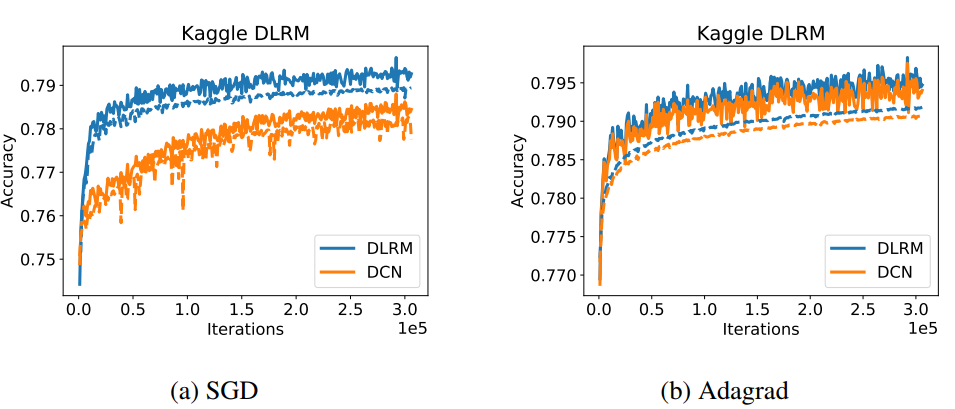 Kaggle DLRM
Accuracy
0.79
0.78
0.77
0.76
0.75
0.0 0.5 1.0 1.5 2.0 2.5 3.0
1e5
Iterations
DLRM
DCN
(a) SGD
Kaggle DLRM
Accuracy
0.795
0.790
0.785
0.780
0.775
0.770
0.0 0.5 1.0 1.5 2.0 2.5 3.0
1e5
Iterations
DLRM
DCN
(b) Adagrad